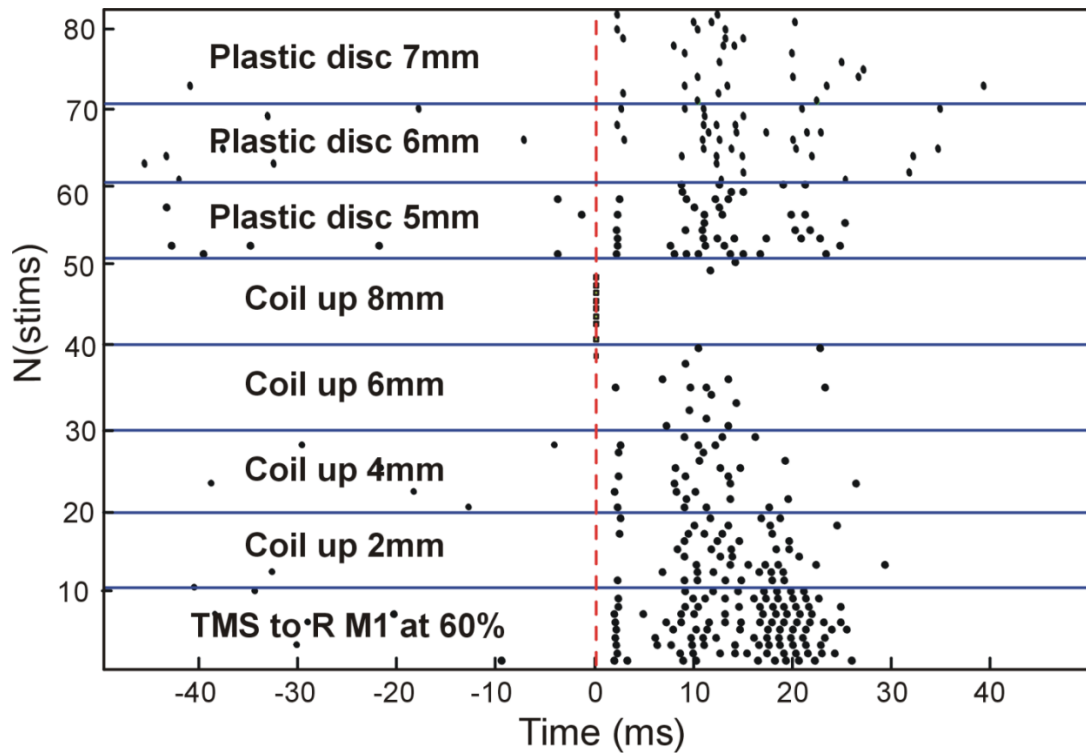 80
Plastic disc 7mm
70
Plastic disc 6mm
60
Plastic disc 5mm
50
Coil up 8mm
40
Coil up 6mm
30
Coil up 4mm
20
Coil up 2mm
10
TMS to R M1 at 60%
N(stims)
-40 -30 -20 -10 0 10 20 30 40
Time (ms)